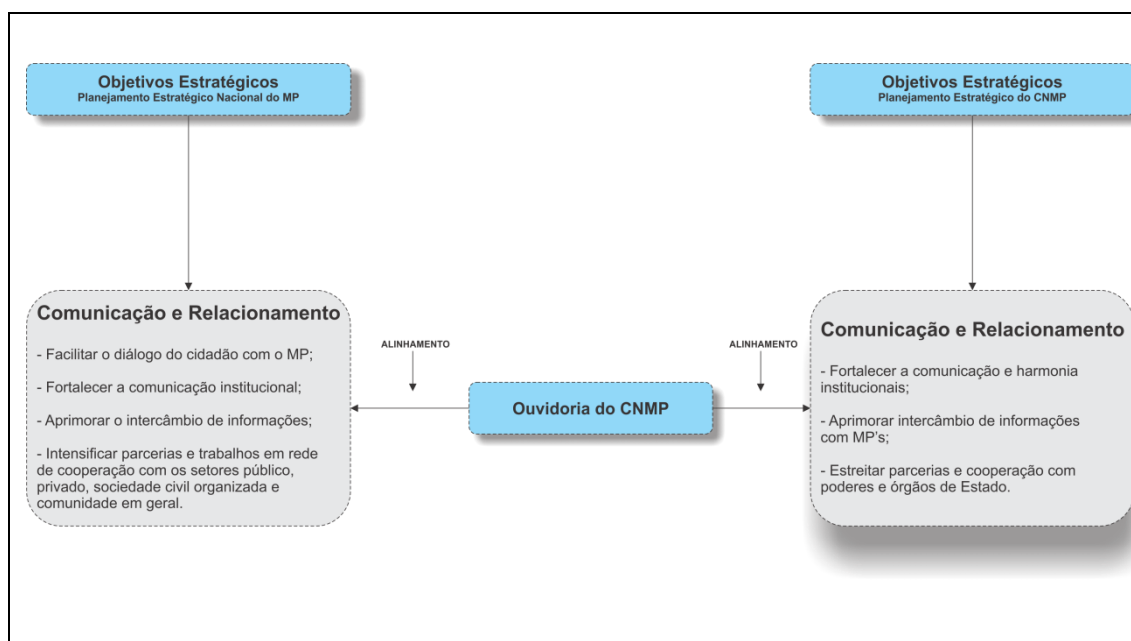 Objetivos Estratégicos
Planejamento Estratégico Nacional do MP
Objetivos Estratégicos
Planejamento Estratégico do CNMP
Comunicação e Relacionamento
- Facilitar o diálogo do cidadão com o MP;
- Fortalecer a comunicação institucional;
- Aprimorar o intercâmbio de informações;
- Intensificar parcerias e trabalhos em rede
de cooperação com os setores público,
privado, sociedade civil organizada e
comunidade em geral.
ALINHAMENTO
Ouvidoria do CNMP
ALINHAMENTO
Comunicação e Relacionamento
- Fortalecer a comunicação e harmonia
institucionais;
- Aprimorar intercâmbio de informações
com MP's;
- Estreitar parcerias e cooperação com
poderes e órgãos de Estado.